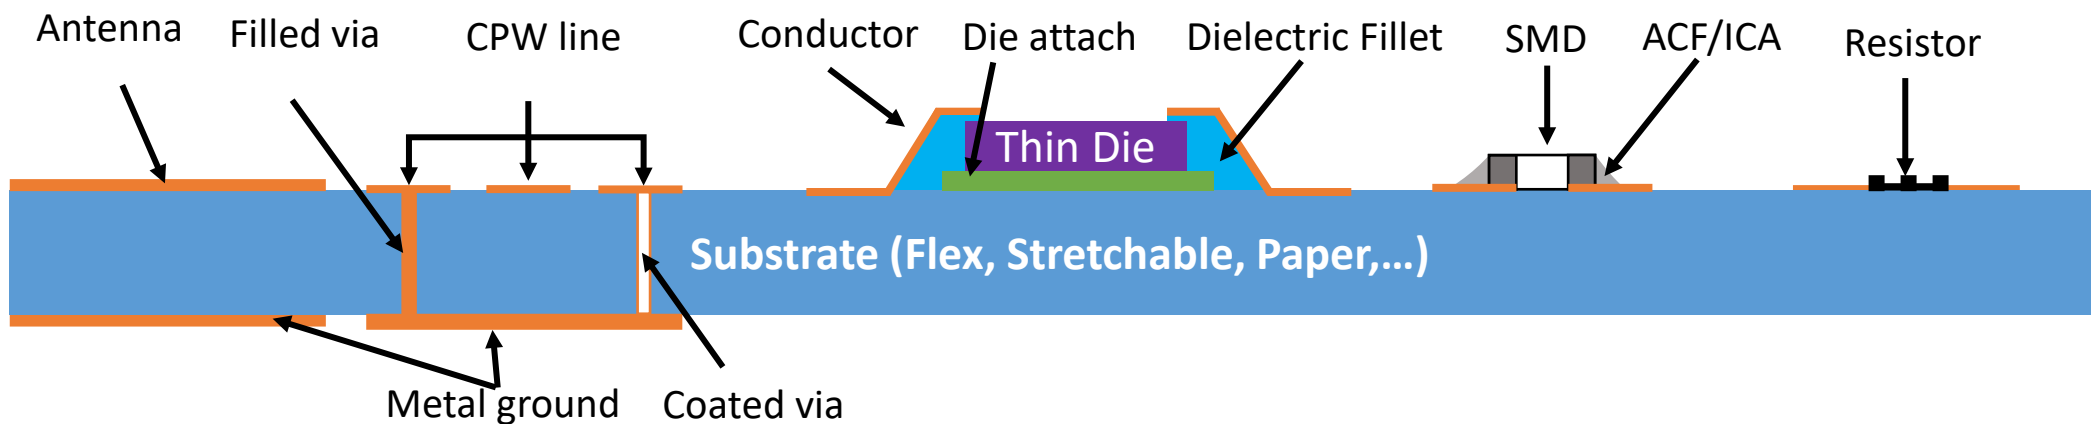 Antenna
Filled via
CPW line
Conductor
Die attach
Dielectric Fillet
SMD
ACF/ICA
Resistor
Thin Die
Substrate (Flex, Stretchable, Paper,...)
Metal ground
Coated via